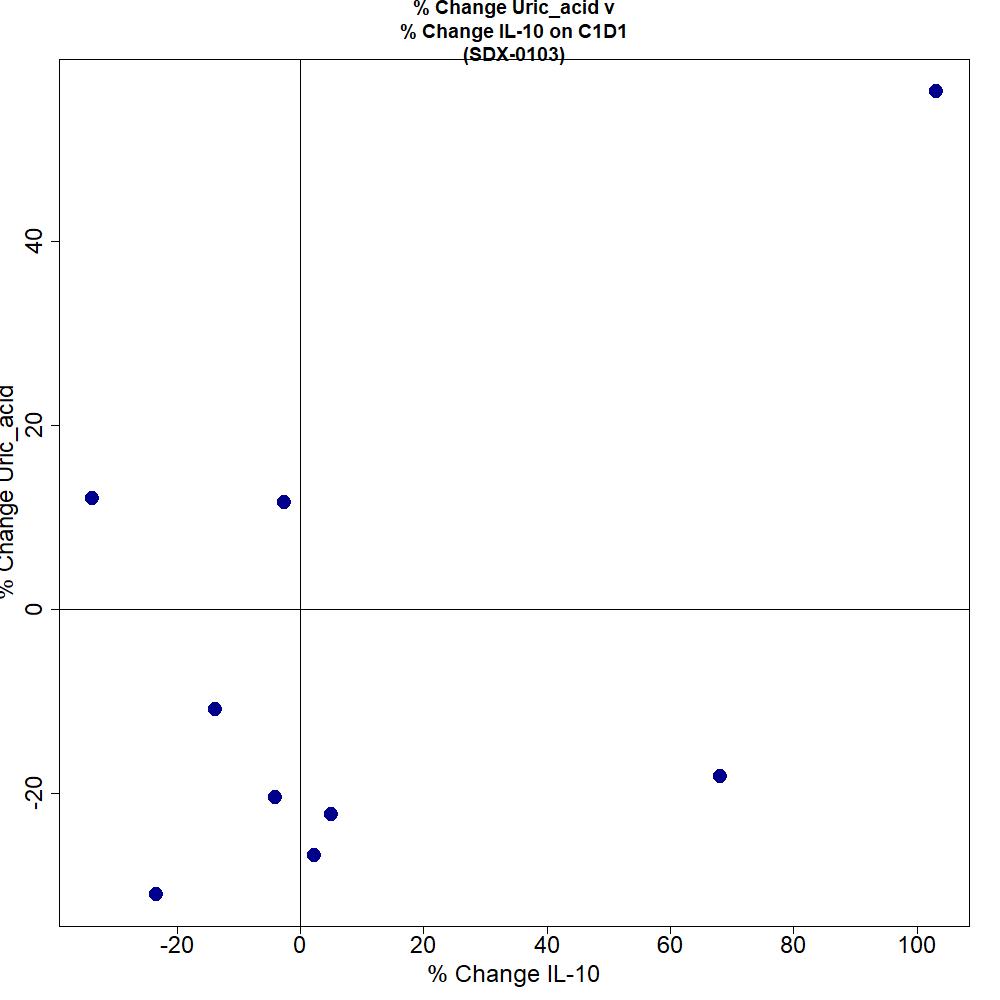 % Change Uric_acid v
% Change IL-10 on C1D1
(SDX-0103)
% Change Uric_acid
40
20
0
-20
-20
0
20
40
60
80
100
% Change IL-10